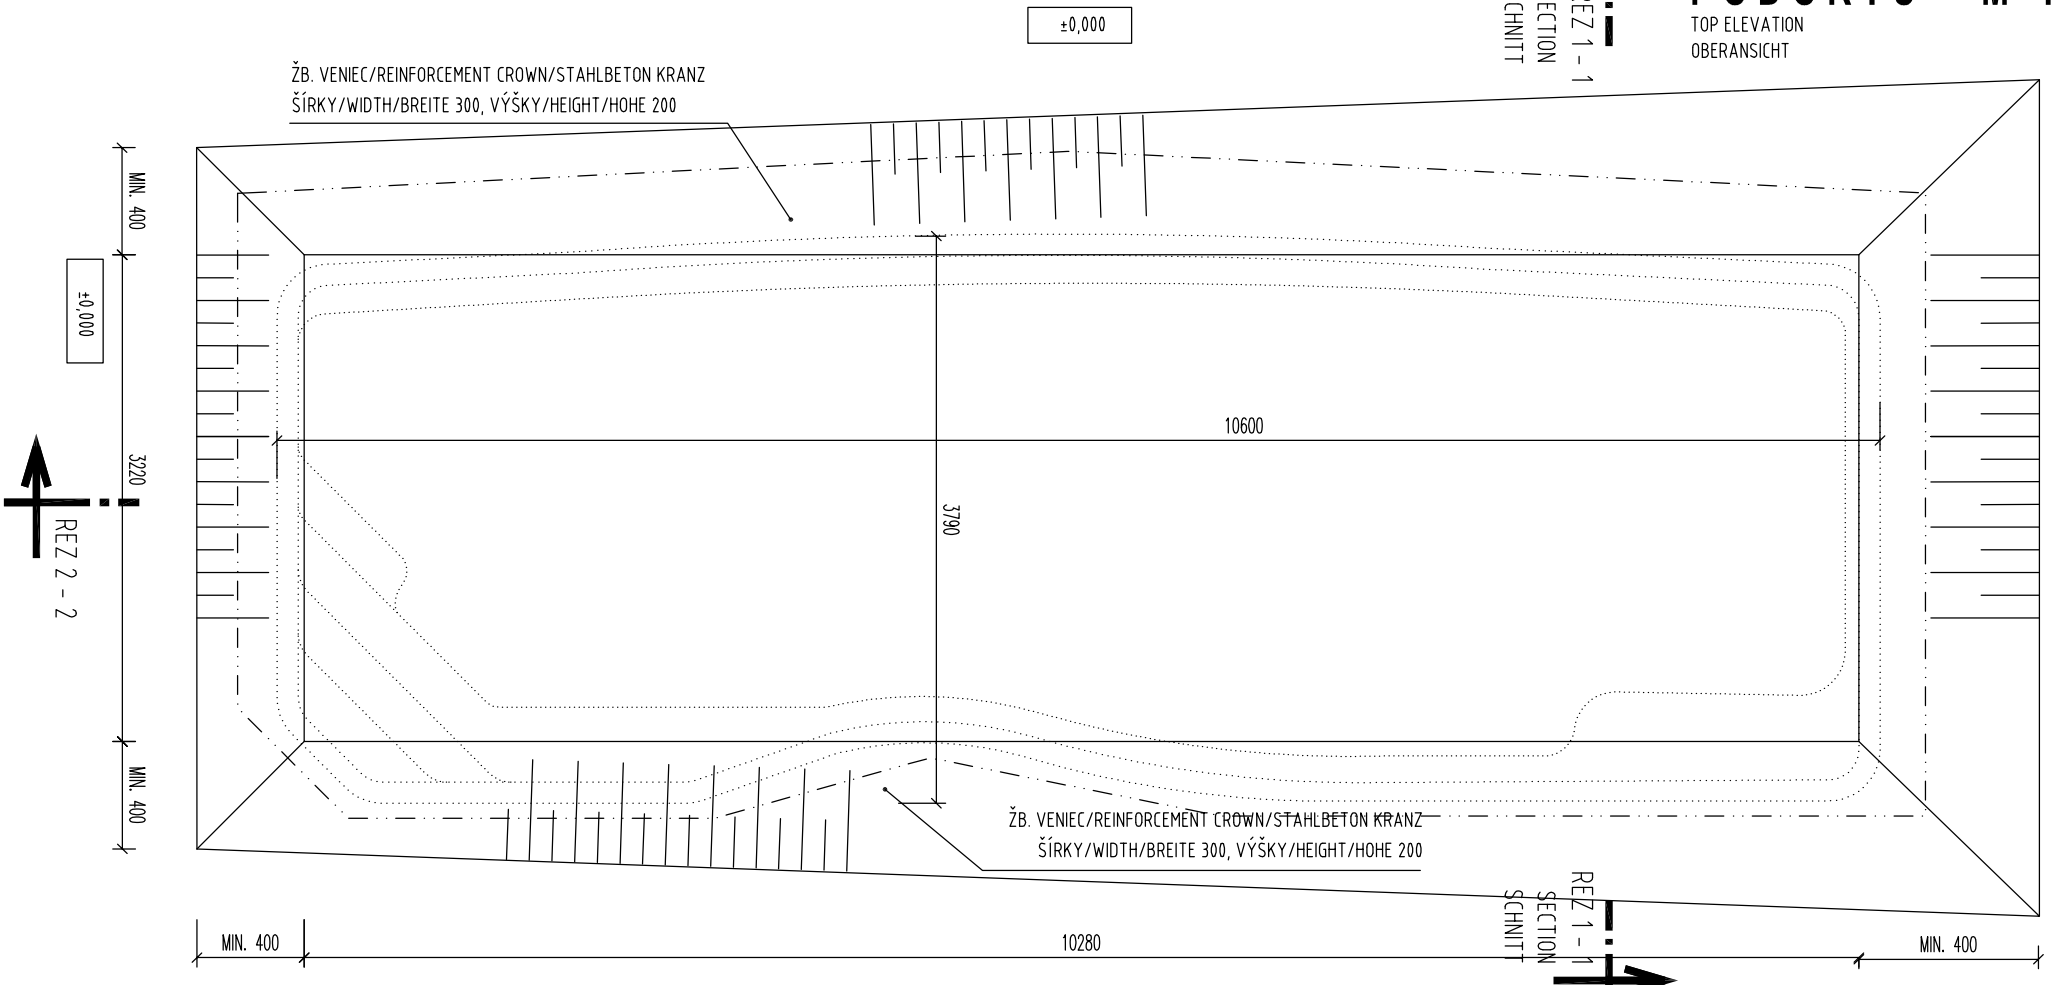 ±0,000
TOP ELEVATION
OBERANSICHT
REZ 1 - 1
ŽB. VENIEC/REINFORCEMENT CROWN/STAHLBETON KRANZ
ŠÍRKY/WIDTH/BREITE 300, VÝŠKY/HEIGHT/HOHE 200
MIN. 400
±0,000
3220
10600
3790
REZ 2 - 2
MIN. 400
ŽB. VENIEC/REINFORCEMENT CROWN/STAHLBETON KRANZ
ŠÍRKY/WIDTH/BREITE 300, VÝŠKY/HEIGHT/HOHE 200
REZ 1 - 1
SECTION
SCHNITT
MIN. 400
10280
MIN. 400